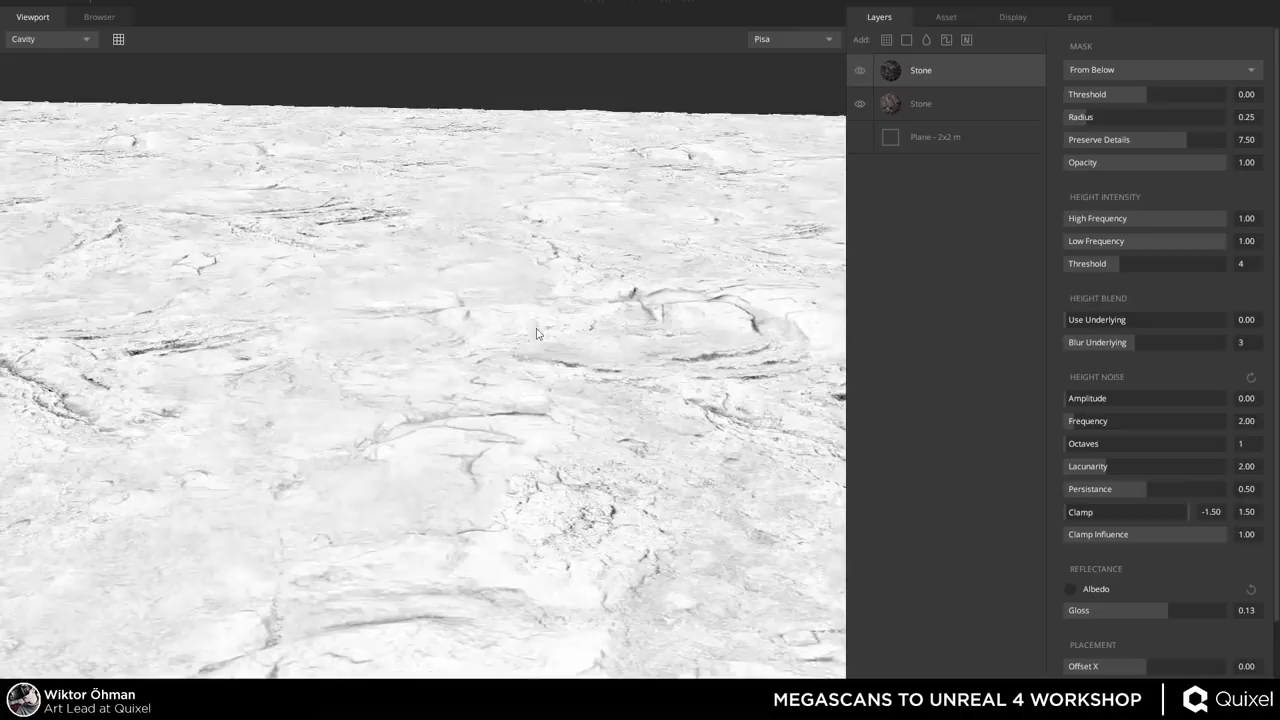 Viewport Browser
Cavity Pisa
Layers Asset Display Export
Add:
Stone
Stone
Plane - 2x2 m
MASK
From Below
Threshold 0.00
Radius 0.25
Preserve Details 7.50
Opacity 1.00
HEIGHT INTENSITY
High Frequency 1.00
Low Frequency 1.00
Threshold 4
HEIGHT BLEND
Use Underlying 0.00
Blur Underlying 3
HEIGHT NOISE
Amplitude 0.00
Frequency 2.00
Octaves 1
Lacunarity 2.00
Persistance 0.50
Clamp -1.50 1.50
Clamp Influence 1.00
REFLECTANCE
Albedo
Gloss 0.13
PLACEMENT
Offset X 0.00
Wiktor Öhman
Art Lead at Quixel
MEGASCANS TO UNREAL 4 WORKSHOP
Quixel